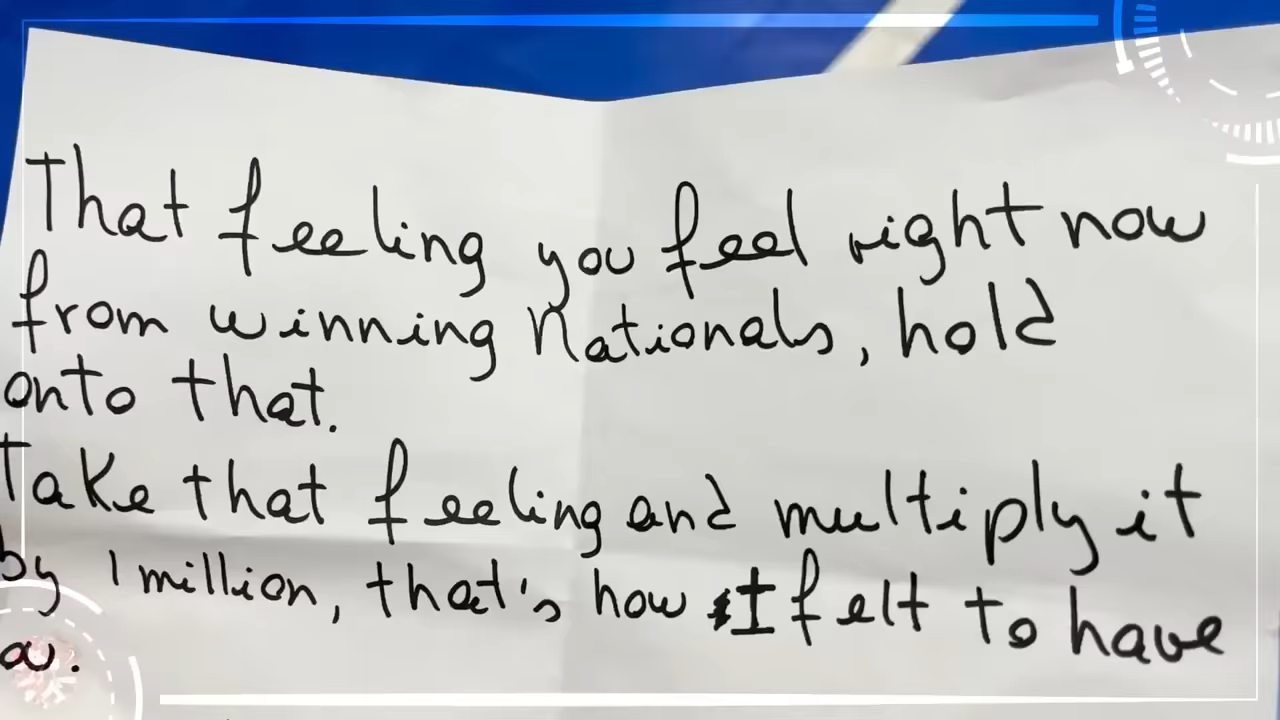 That feeling you feel right now
from winning Nationals, hold
onto that.
Take that feeling and multiply it
by 1 million, that's how I felt to have